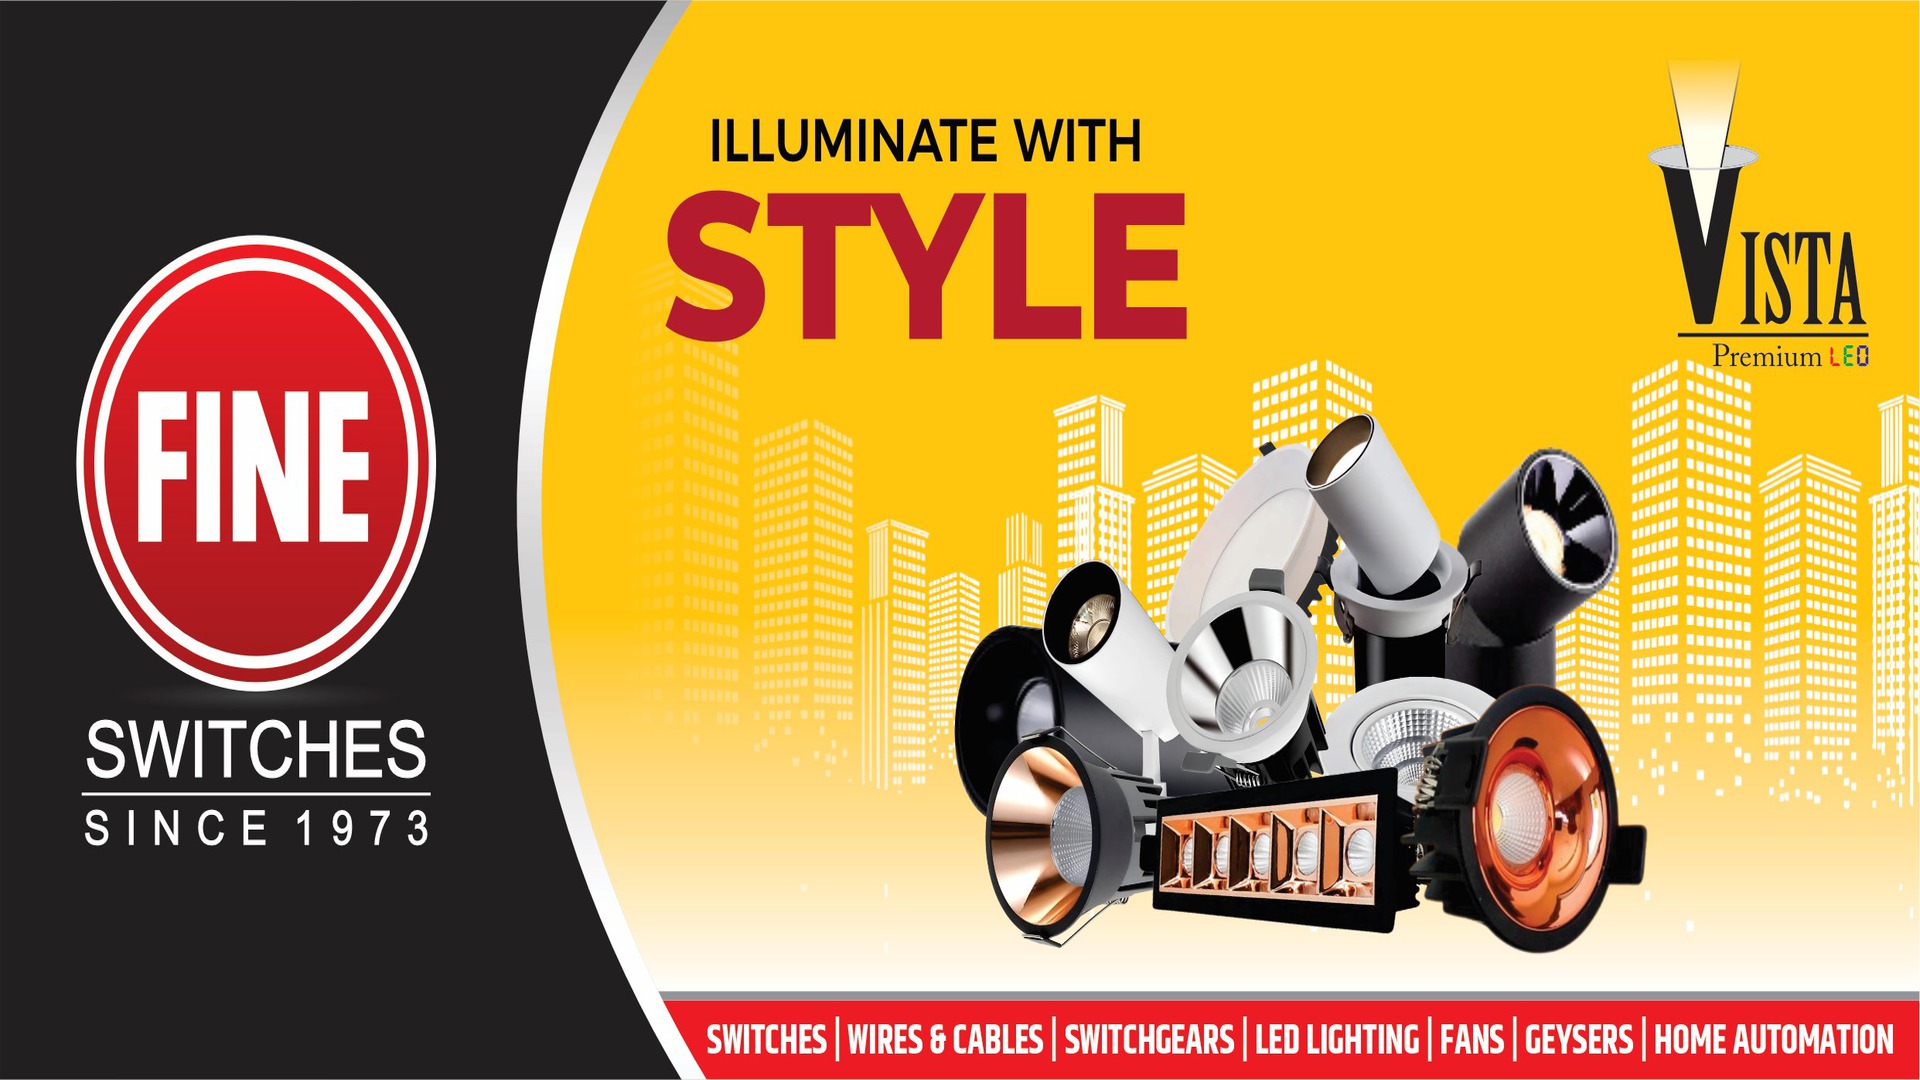 FINE
SWITCHES
SINCE 1973
ILLUMINATE WITH
STYLE
VISTA
Premium LED
SWITCHES | WIRES & CABLES | SWITCHGEARS | LED LIGHTING | FANS | GEYSERS | HOME AUTOMATION